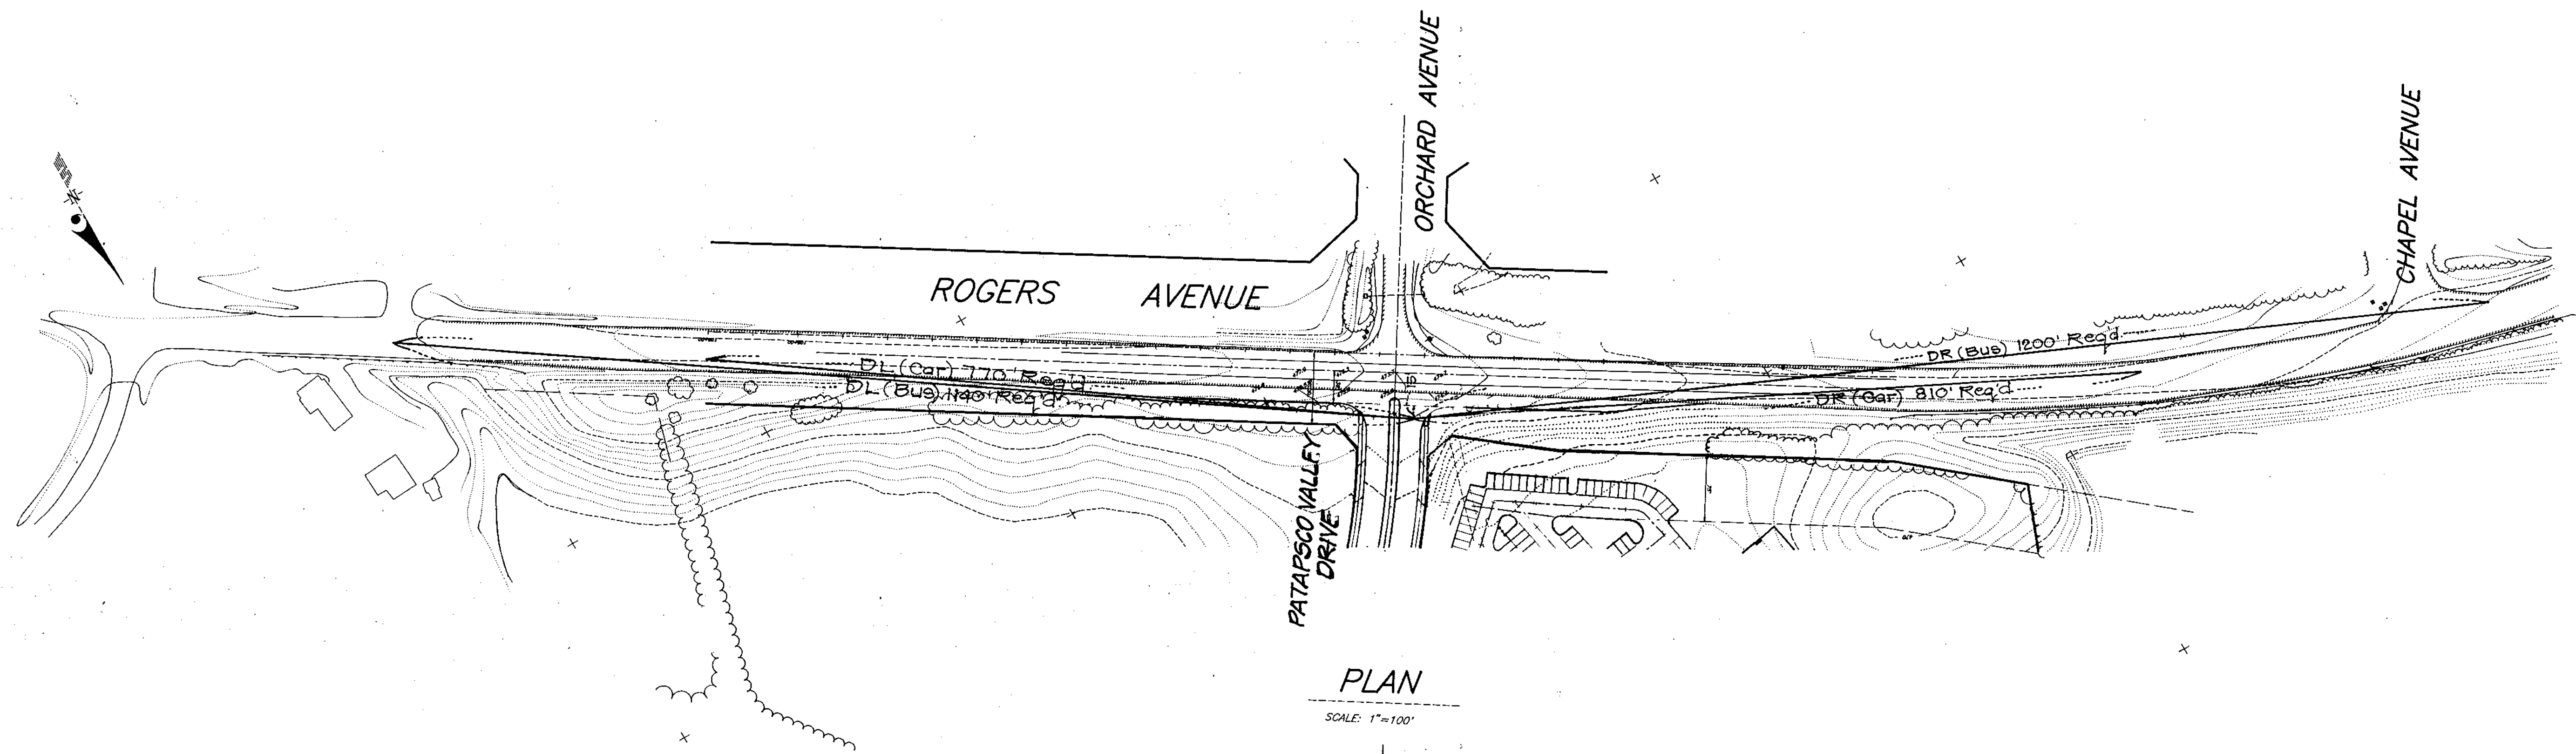 ORCHARD AVENUE
CHAPEL AVENUE
N
ROGERS AVENUE
DR (Bus) 1200' Req'd
DL (Car) 770' Req'd
DL (Bus) 1140' Req'd
DR (Car) 810' Req'd
15'
PATAPSCO VALLEY
DRIVE
PLAN
SCALE: 1"=100'